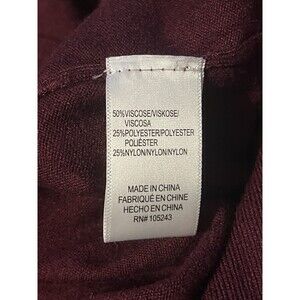 50%VISCOSE/VISKOSE/
VISCOSA
25%POLYESTER/POLYESTER
POLIÉSTER
25%NYLON/NYLON/NYLON
MADE IN CHINA
FABRIQUÉ EN CHINE
HECHO EN CHINA
RN# 105243